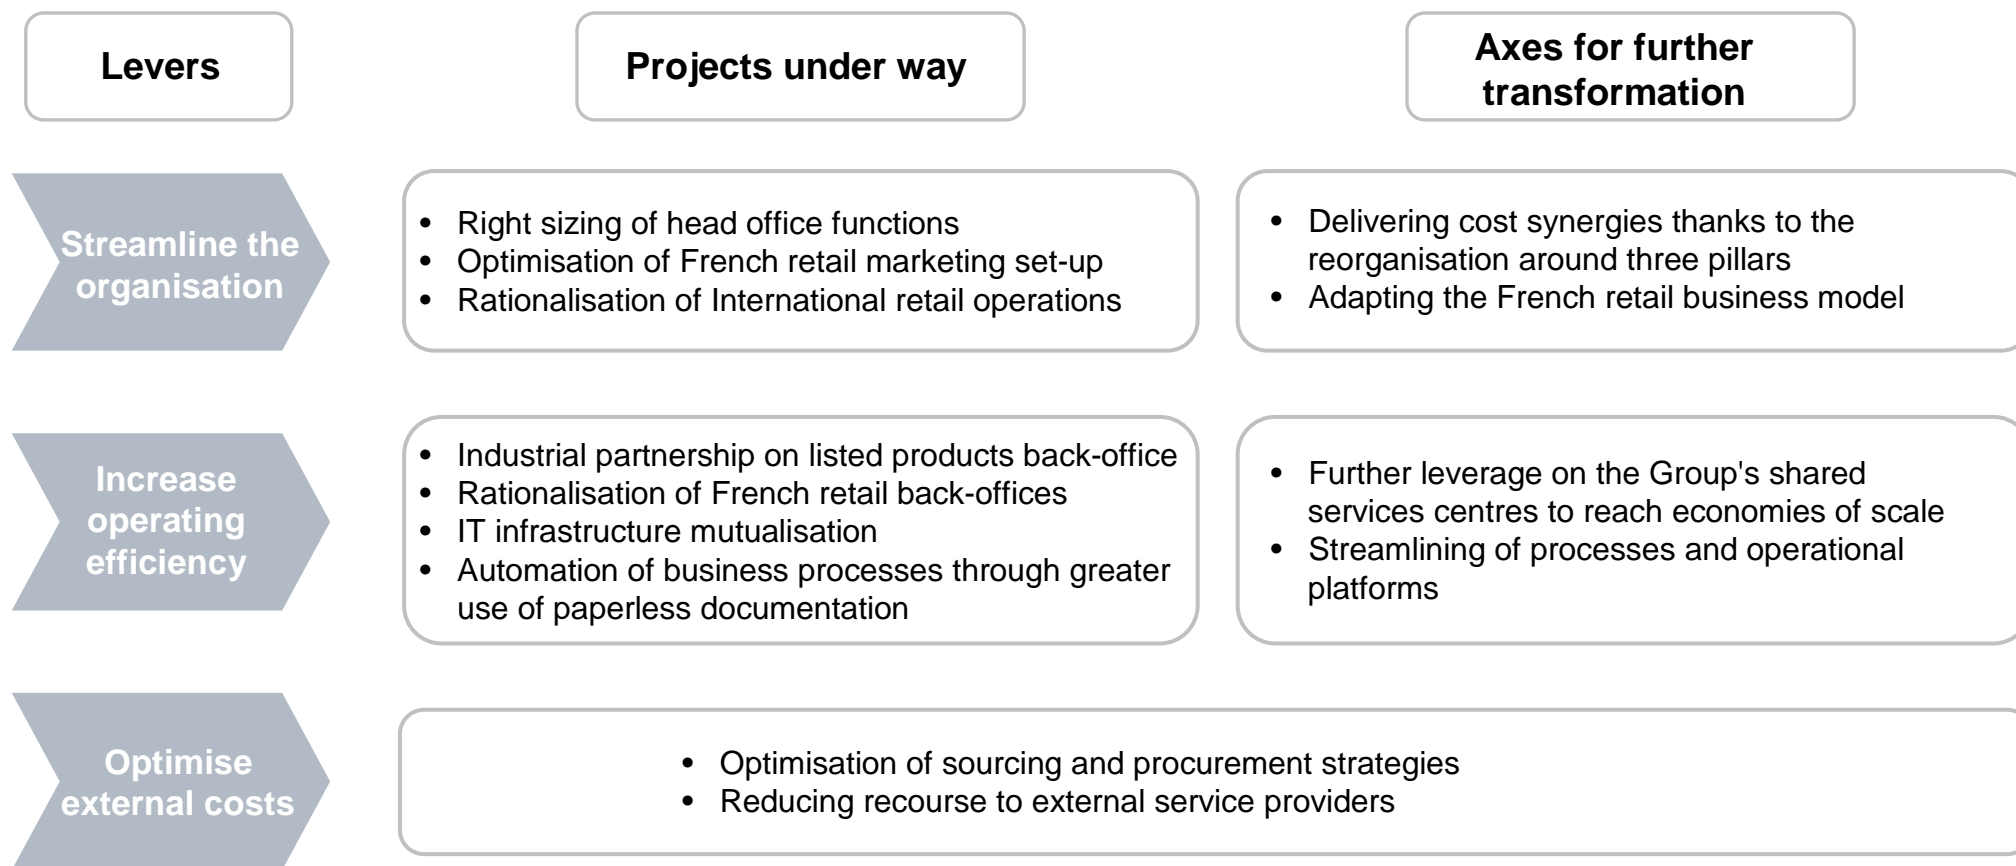 Levers
Projects under way
Axes for further
transformation
Streamline the
organisation
• Right sizing of head office functions
• Optimisation of French retail marketing set-up
• Rationalisation of International retail operations
• Delivering cost synergies thanks to the
reorganisation around three pillars
• Adapting the French retail business model
Increase
operating
efficiency
• Industrial partnership on listed products back-office
• Rationalisation of French retail back-offices
• IT infrastructure mutualisation
• Automation of business processes through greater
use of paperless documentation
• Further leverage on the Group's shared
services centres to reach economies of scale
• Streamlining of processes and operational
platforms
Optimise
external costs
• Optimisation of sourcing and procurement strategies
• Reducing recourse to external service providers